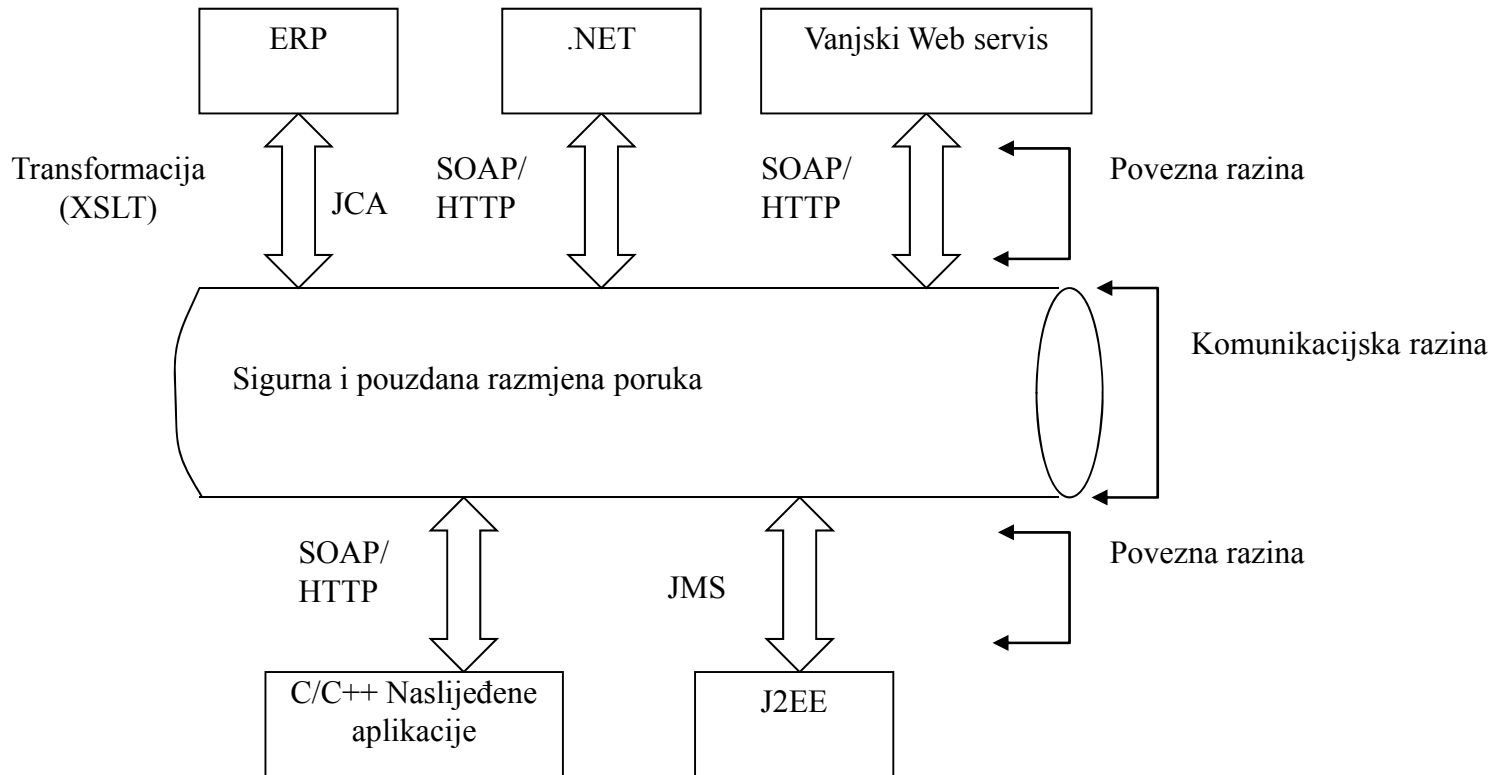 ERP
.NET
Vanjski Web servis
Transformacija
(XSLT)
JCA
SOAP/
HTTP
SOAP/
HTTP
Povezna razina
Sigurna i pouzdana razmjena poruka
Komunikacijska razina
SOAP/
HTTP
JMS
Povezna razina
C/C++ Naslijeđene
aplikacije
J2EE